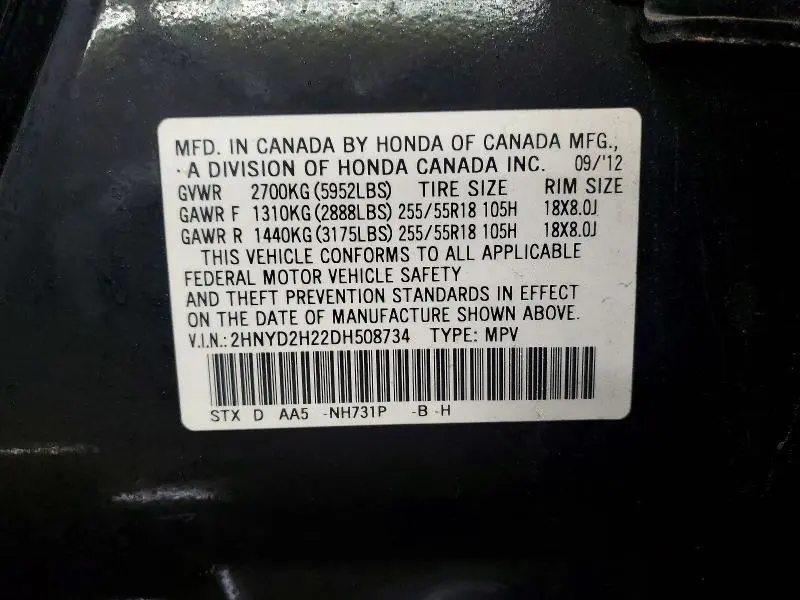 MFD. IN CANADA BY HONDA OF CANADA MFG.,
A DIVISION OF HONDA CANADA INC. 09/'12
GVWR 2700KG (5952LBS) TIRE SIZE RIM SIZE
GAWR F 1310KG (2888LBS) 255/55R18 105H 18X8.0J
GAWR R 1440KG (3175LBS) 255/55R18 105H 18X8.0J
THIS VEHICLE CONFORMS TO ALL APPLICABLE
FEDERAL MOTOR VEHICLE SAFETY
AND THEFT PREVENTION STANDARDS IN EFFECT
ON THE DATE OF MANUFACTURE SHOWN ABOVE.
V.I.N.: 2HNYD2H22DH508734 TYPE: MPV
STX D AA5 -NH731P -B -H